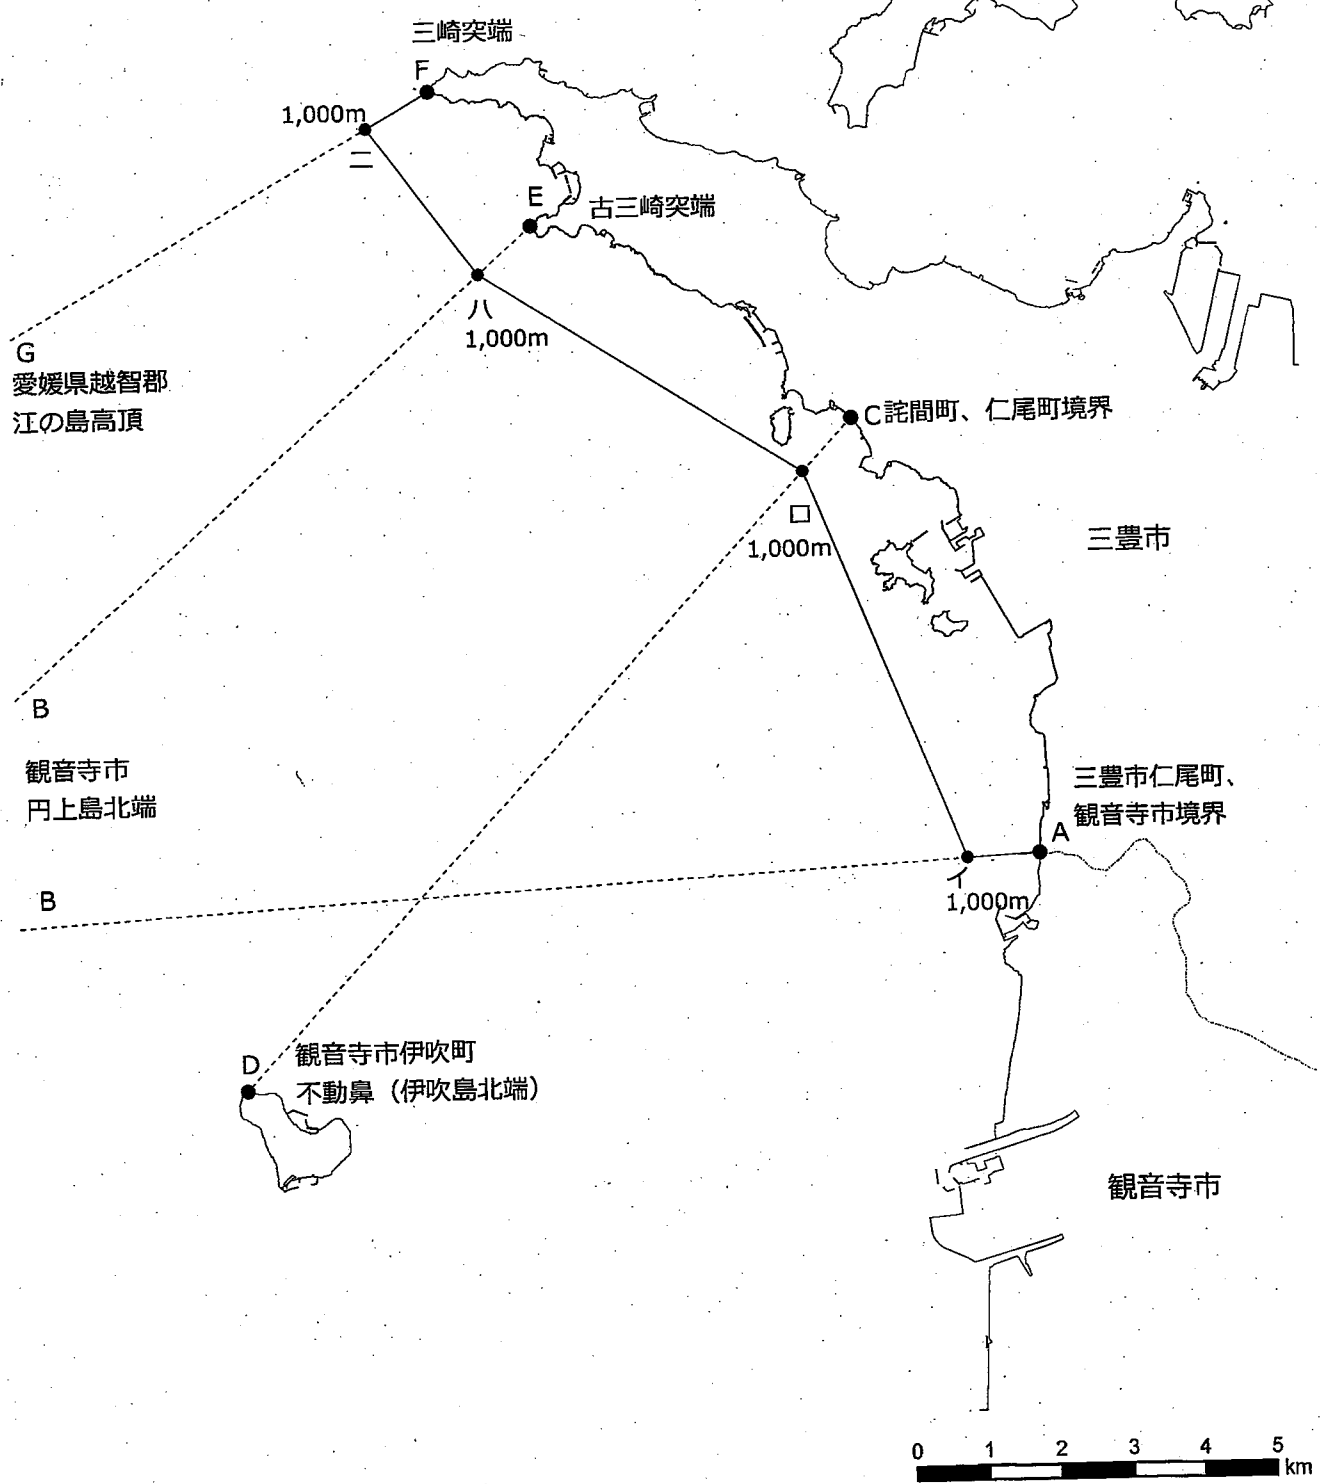 三崎突端
F
1,000m
ニ
E
古三崎突端
ハ
1,000m
G
愛媛県越智郡
江の島高頂
C詫間町、仁尾町境界
ロ
1,000m
三豊市
B
観音寺市
円上島北端
三豊市仁尾町、
観音寺市境界
A
イ
1,000m
B
D
観音寺市伊吹町
不動鼻（伊吹島北端）
観音寺市
0 1 2 3 4 5
km